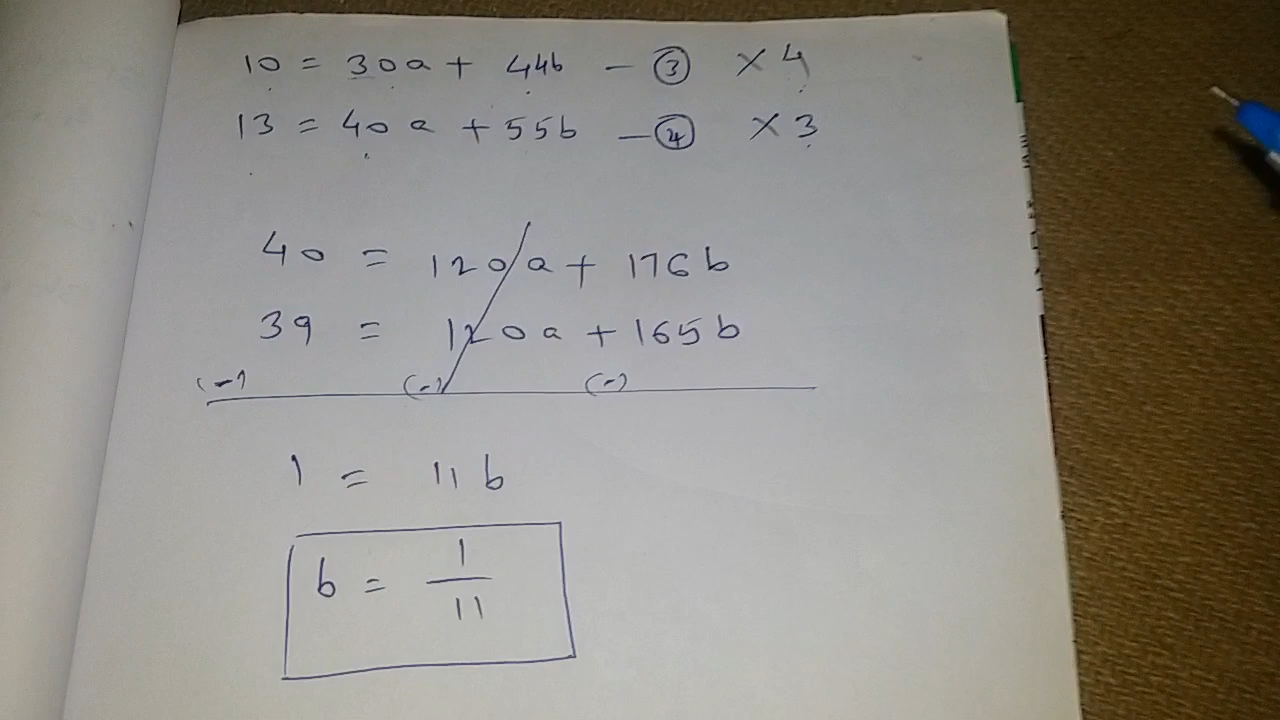 10 = 30a + 44b — ③ × 4
13 = 40a + 55b — ④ × 3
40 = 120a + 176b
39 = 120a + 165b
(-) (-) (-)
1 = 11b
b = 1/11